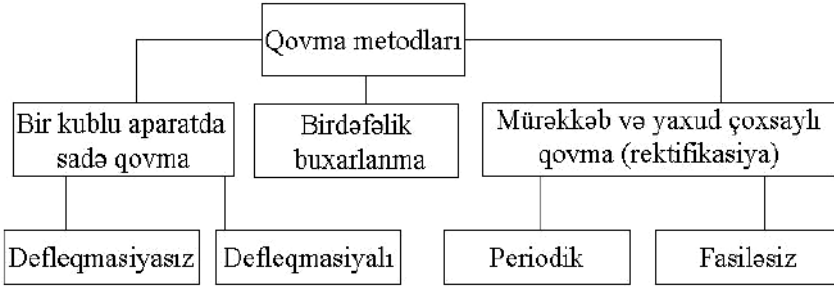 Qovma metodları
Bir kublu aparatda
sadə qovma
Birdəfəlik
buxarlanma
Mürəkkəb və yaxud çoxsaylı
qovma (rektifikasiya)
Defleqmasiyasız
Defleqmasiyalı
Periodik
Fasiləsiz